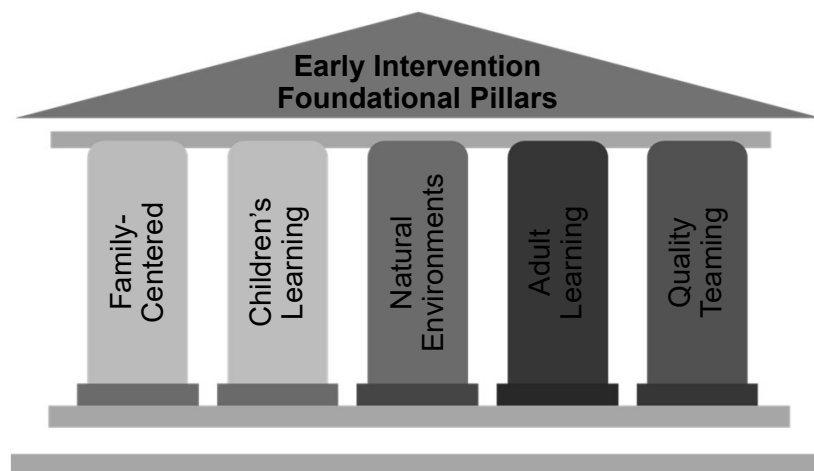 Early Intervention
Foundational Pillars
Family-
Centered
Children’s
Learning
Natural
Environments
Adult
Learning
Quality
Teaming